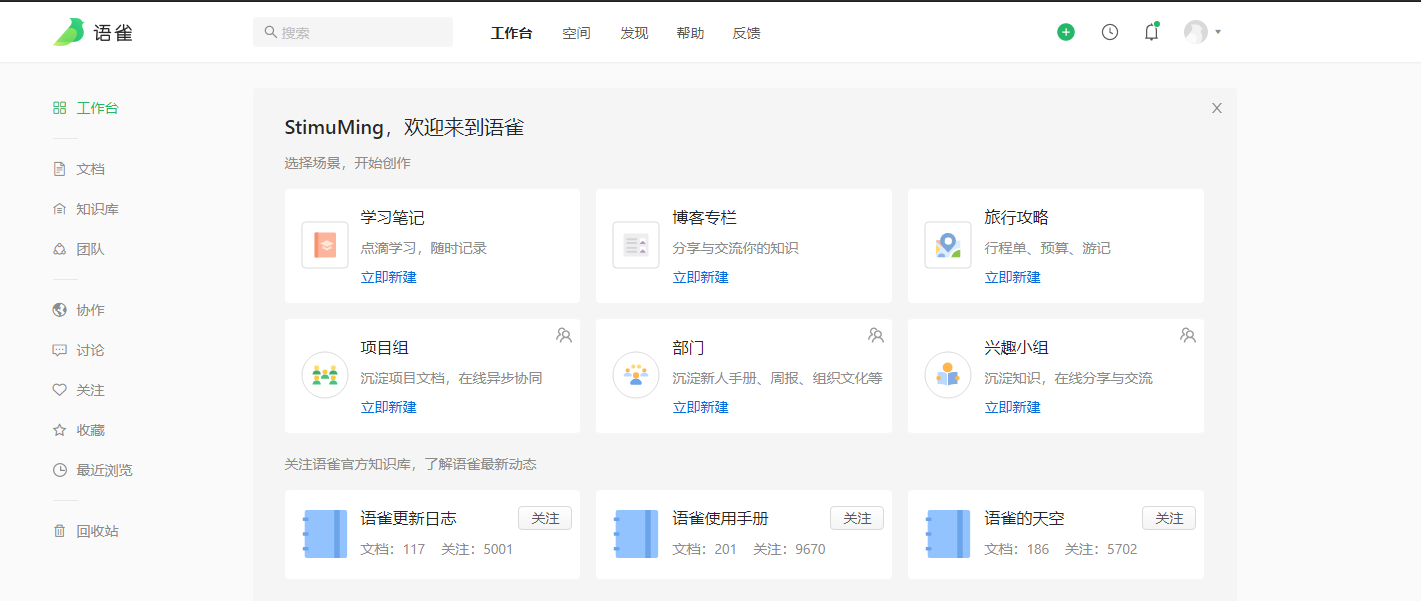 语雀
搜索
工作台 空间 发现 帮助 反馈
工作台
文档
知识库
团队
协作
讨论
关注
收藏
最近浏览
回收站
StimuMing，欢迎来到语雀
选择场景，开始创作
学习笔记
点滴学习，随时记录
立即新建
博客专栏
分享与交流你的知识
立即新建
旅行攻略
行程单、预算、游记
立即新建
项目组
沉淀项目文档，在线异步协同
立即新建
部门
沉淀新人手册、周报、组织文化等
立即新建
兴趣小组
沉淀知识，在线分享与交流
立即新建
关注语雀官方知识库，了解语雀最新动态
语雀更新日志 关注
文档：117 关注：5001
语雀使用手册 关注
文档：201 关注：9670
语雀的天空 关注
文档：186 关注：5702